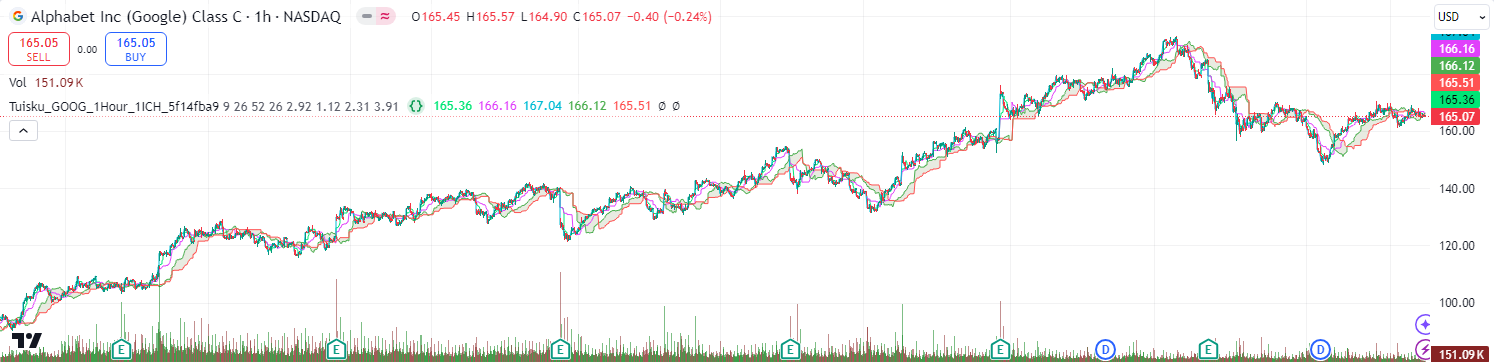 G Alphabet Inc (Google) Class C · 1h · NASDAQ O165.45 H165.57 L164.90 C165.07 −0.40 (−0.24%)
USD
165.05 SELL 0.00 165.05 BUY
Vol 151.09 K
Tuisku_GOOG_1Hour_1ICH_5f14fba9 9 26 52 26 2.92 1.12 2.31 3.91 {} 165.36 166.16 167.04 166.12 165.51 Ø Ø
166.16
166.12
165.51
165.36
165.07
160.00
140.00
120.00
100.00
E E E E E D E D
151.09 K